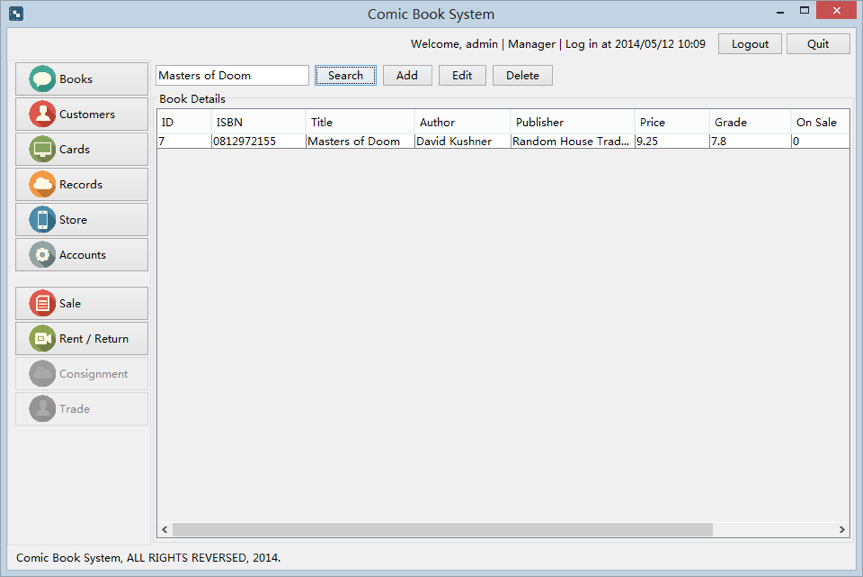 Comic Book System
Welcome, admin | Manager | Log in at 2014/05/12 10:09 Logout Quit
Books
Customers
Cards
Records
Store
Accounts
Sale
Rent / Return
Consignment
Trade
Masters of Doom Search Add Edit Delete
Book Details
ID ISBN Title Author Publisher Price Grade On Sale
7 0812972155 Masters of Doom David Kushner Random House Trad... 9.25 7.8 0
Comic Book System, ALL RIGHTS REVERSED, 2014.